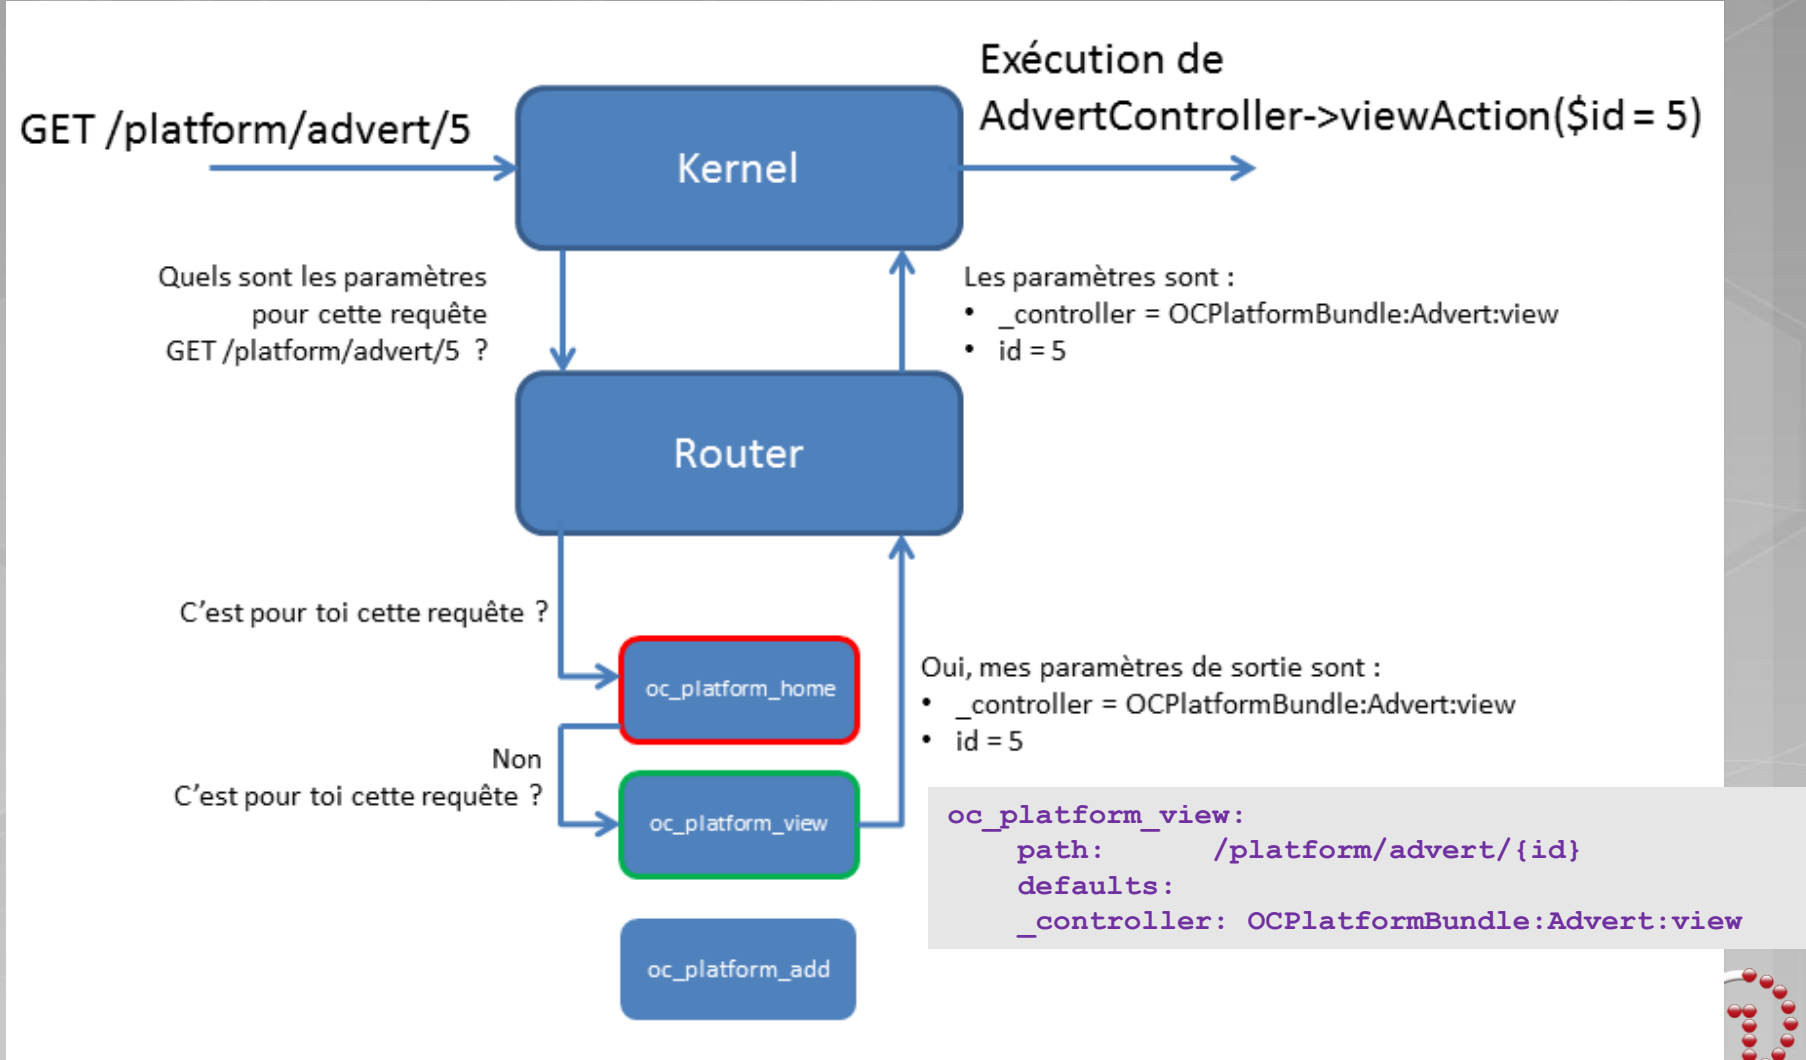 Exécution de
AdvertController->viewAction($id = 5)
GET /platform/advert/5
Kernel
Quels sont les paramètres
pour cette requête
GET /platform/advert/5 ?
Les paramètres sont :
• _controller = OCPlatformBundle:Advert:view
• id = 5
Router
C’est pour toi cette requête ?
oc_platform_home
Non
C’est pour toi cette requête ?
oc_platform_view
Oui, mes paramètres de sortie sont :
• _controller = OCPlatformBundle:Advert:view
• id = 5
oc_platform_view:
path: /platform/advert/{id}
defaults:
_controller: OCPlatformBundle:Advert:view
oc_platform_add